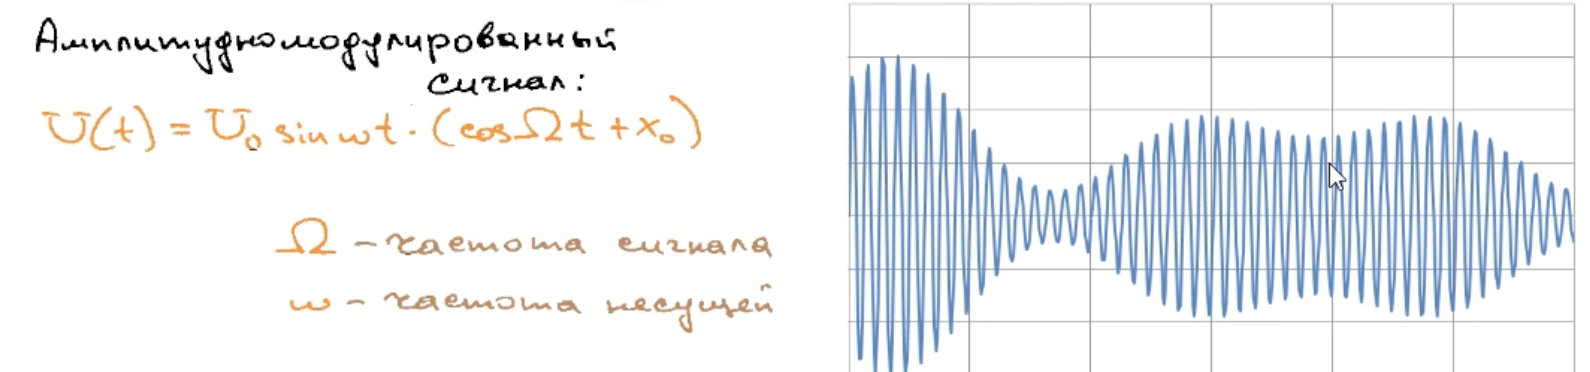 Амплитудномодулированный
сигнал:
U(t) = U₀ sin ωt · (cos Ωt + x₀)
Ω – частота сигнала
ω – частота несущей